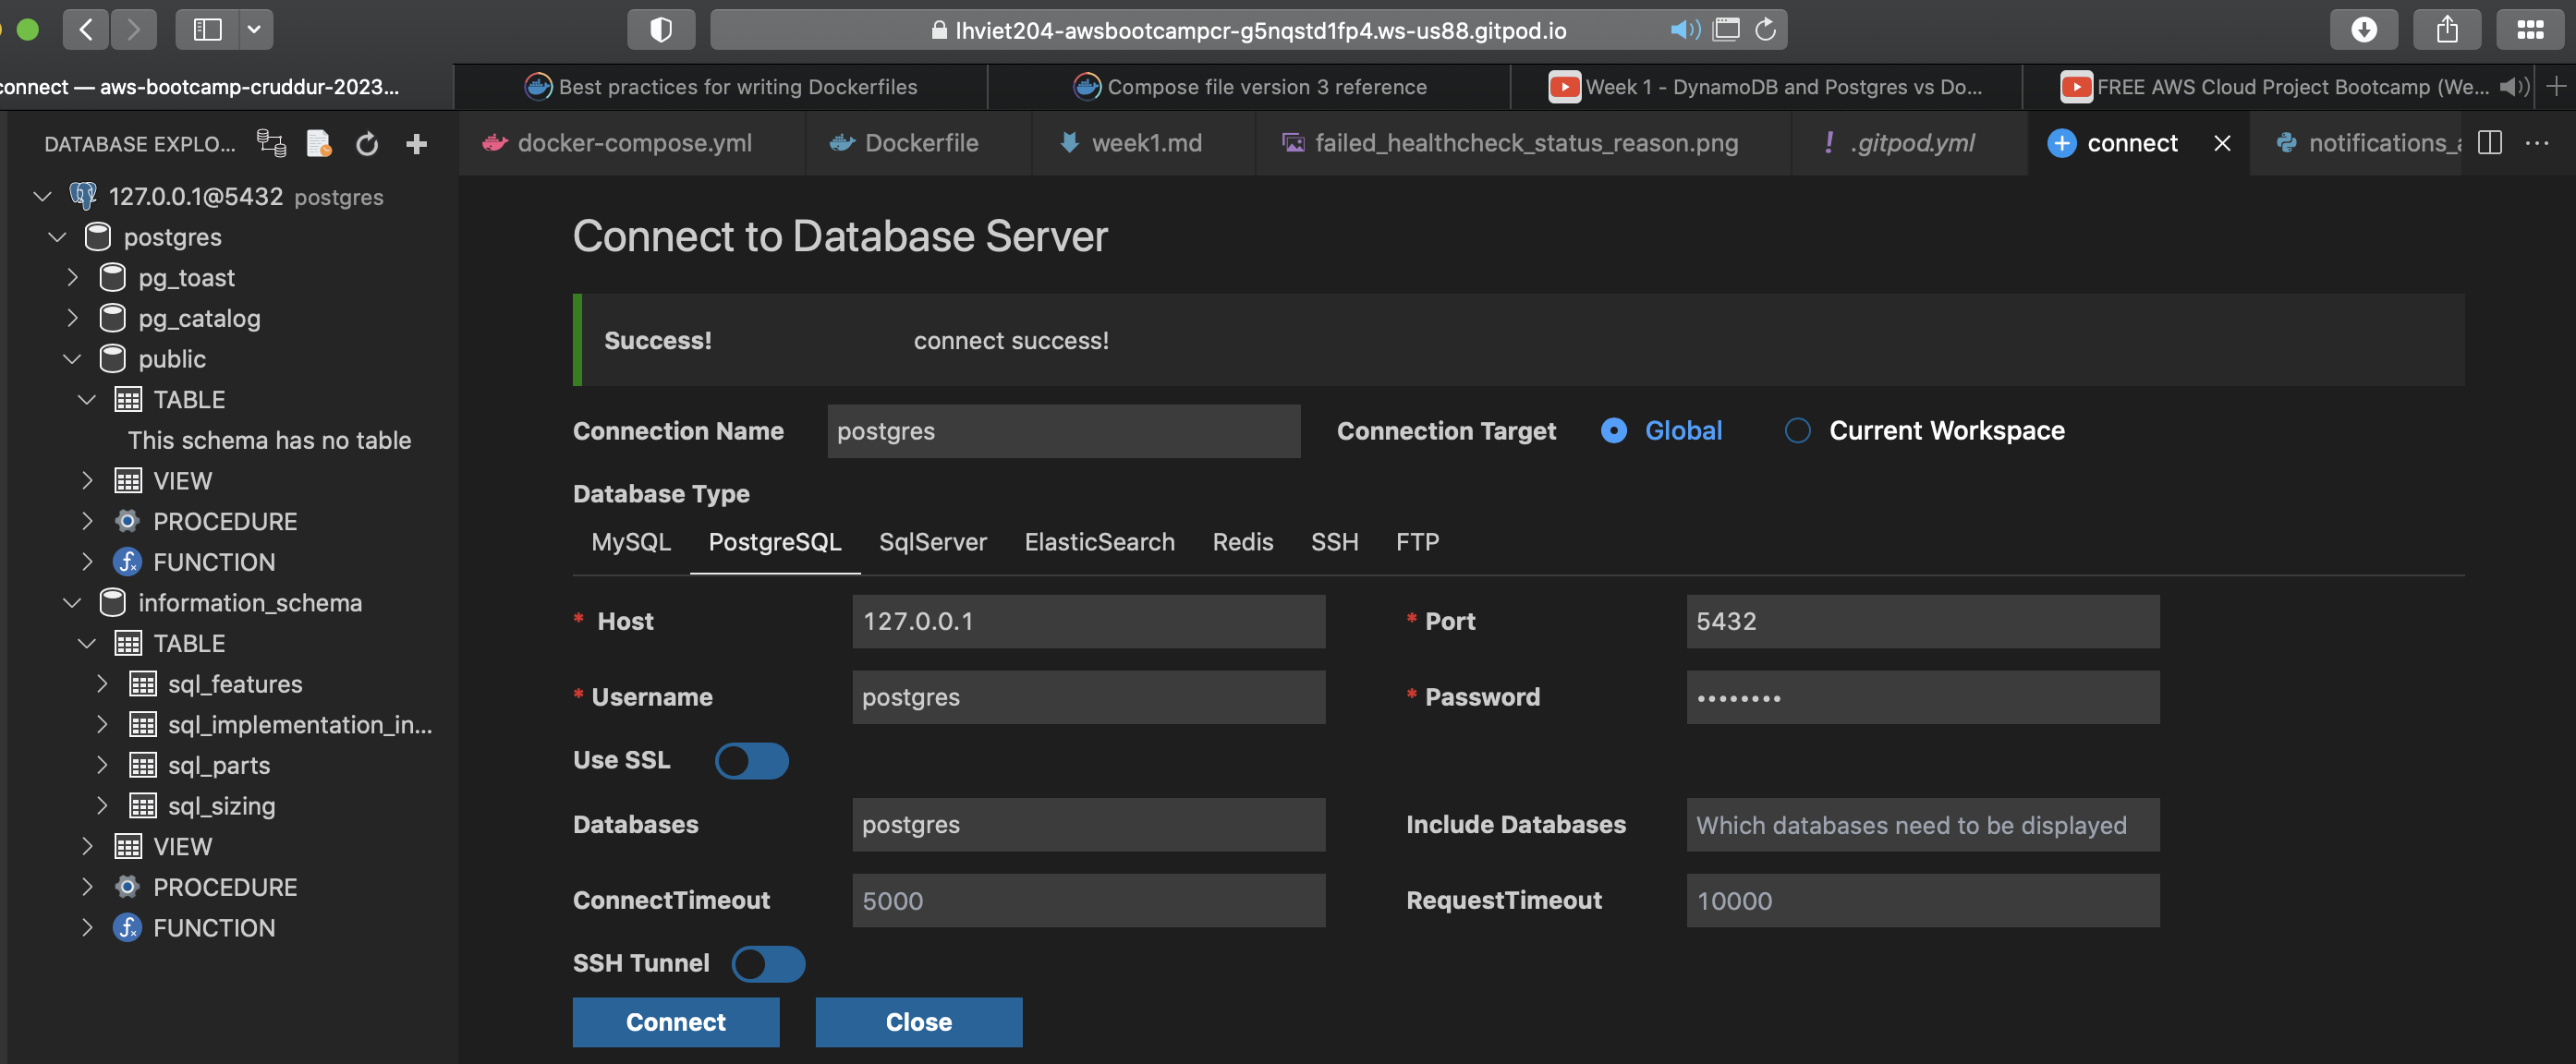 lhviet204-awsbootcampcr-g5nqstd1fp4.ws-us88.gitpod.io
connect — aws-bootcamp-cruddur-2023...
Best practices for writing Dockerfiles
Compose file version 3 reference
Week 1 - DynamoDB and Postgres vs Do...
FREE AWS Cloud Project Bootcamp (We...
DATABASE EXPLO...
docker-compose.yml
Dockerfile
week1.md
failed_healthcheck_status_reason.png
! .gitpod.yml
connect
notifications_a
127.0.0.1@5432 postgres
postgres
pg_toast
pg_catalog
public
TABLE
This schema has no table
VIEW
PROCEDURE
FUNCTION
information_schema
TABLE
sql_features
sql_implementation_in...
sql_parts
sql_sizing
VIEW
PROCEDURE
FUNCTION
Connect to Database Server
Success! connect success!
Connection Name postgres Connection Target Global Current Workspace
Database Type
MySQL PostgreSQL SqlServer ElasticSearch Redis SSH FTP
* Host 127.0.0.1 * Port 5432
* Username postgres * Password ••••••••
Use SSL
Databases postgres Include Databases Which databases need to be displayed
ConnectTimeout 5000 RequestTimeout 10000
SSH Tunnel
Connect Close